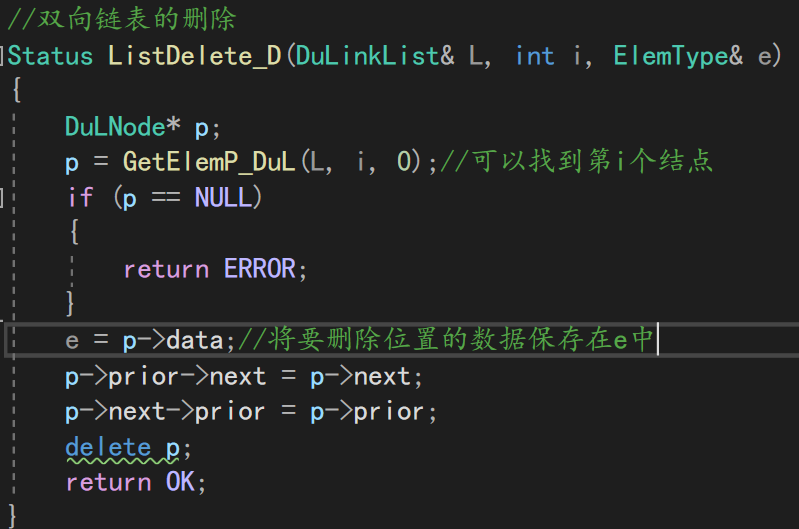 //双向链表的删除
Status ListDelete_D(DuLinkList& L, int i, ElemType& e)
{
    DuLNode* p;
    p = GetElemP_DuL(L, i, 0);//可以找到第i个结点
    if (p == NULL)
    {
        return ERROR;
    }
    e = p->data;//将要删除位置的数据保存在e中
    p->prior->next = p->next;
    p->next->prior = p->prior;
    delete p;
    return OK;
}